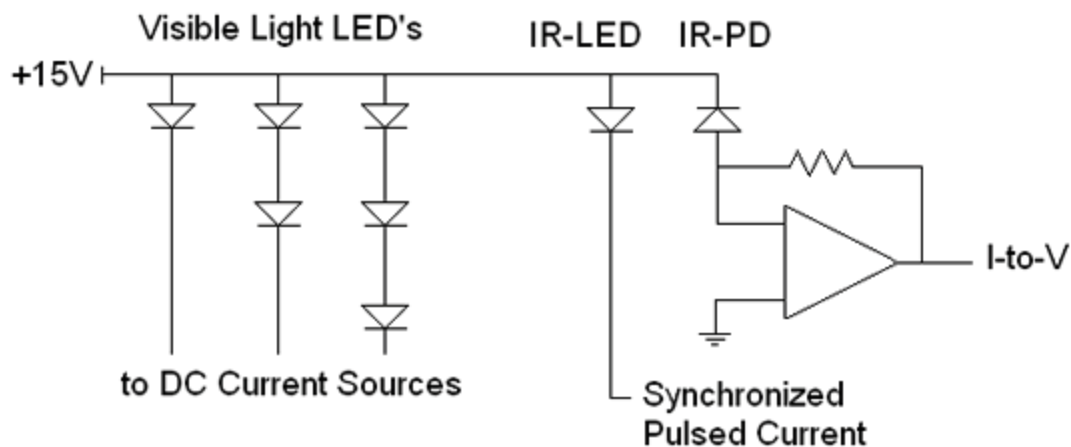 Visible Light LED's
IR-LED
IR-PD
+15V
I-to-V
to DC Current Sources
Synchronized
Pulsed Current